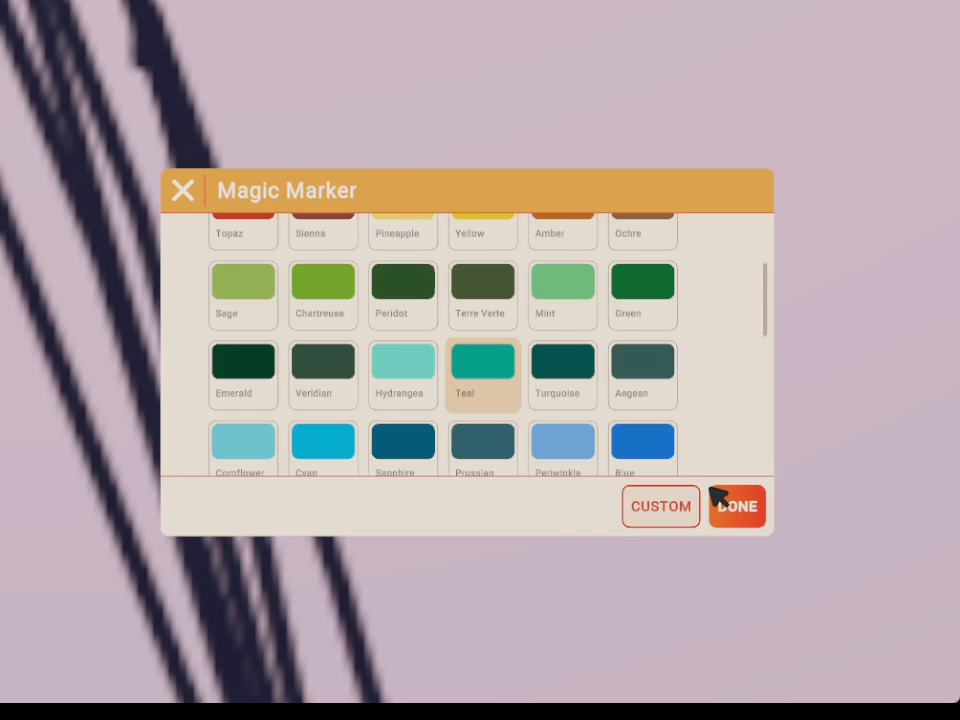 Magic Marker
Topaz Sienna Pineapple Yellow Amber Ochre
Sage Chartreuse Peridot Terre Verte Mint Green
Emerald Veridian Hydrangea Teal Turquoise Aegean
Cornflower Cyan Sapphire Prussian Periwinkle Blue
CUSTOM DONE